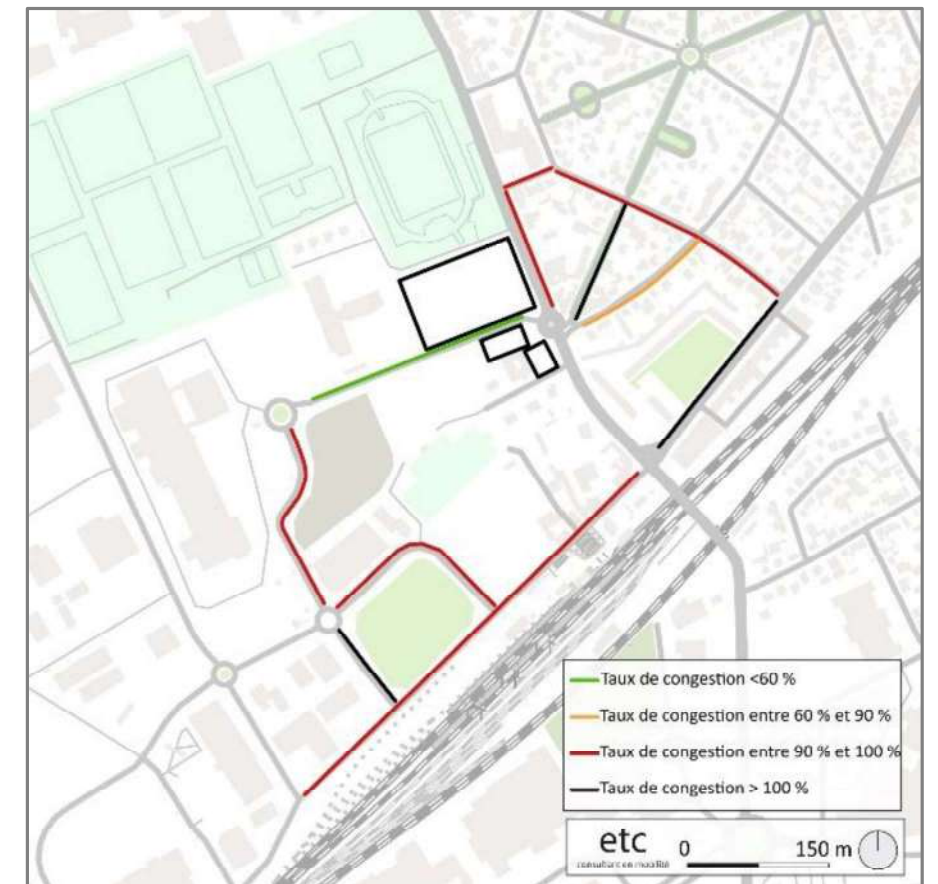 Taux de congestion <60 %
Taux de congestion entre 60 % et 90 %
Taux de congestion entre 90 % et 100 %
Taux de congestion > 100 %
etc
consultant en mobilité
0 150 m